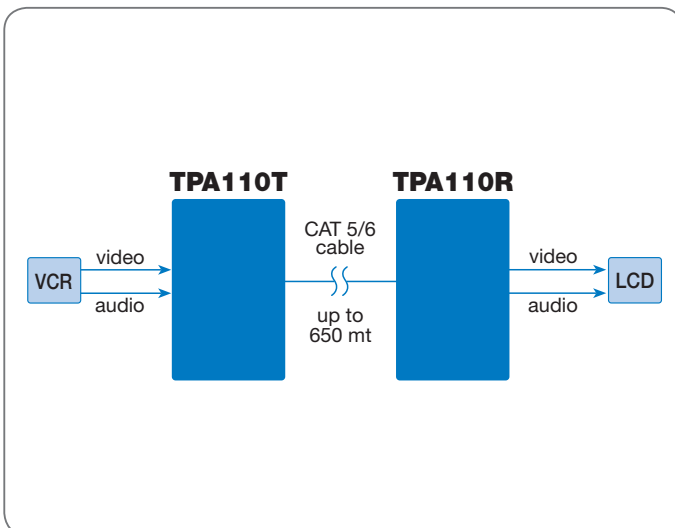 TPA110T
TPA110R
CAT 5/6
cable
video
VCR
audio
up to
650 mt
video
LCD
audio